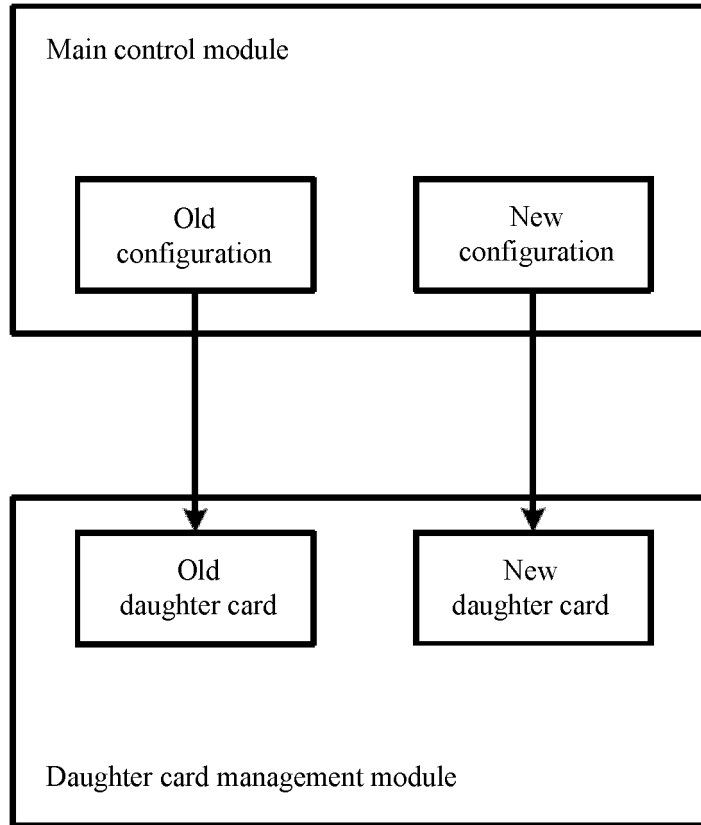 Main control module
Old
configuration
New
configuration
Old
daughter card
New
daughter card
Daughter card management module